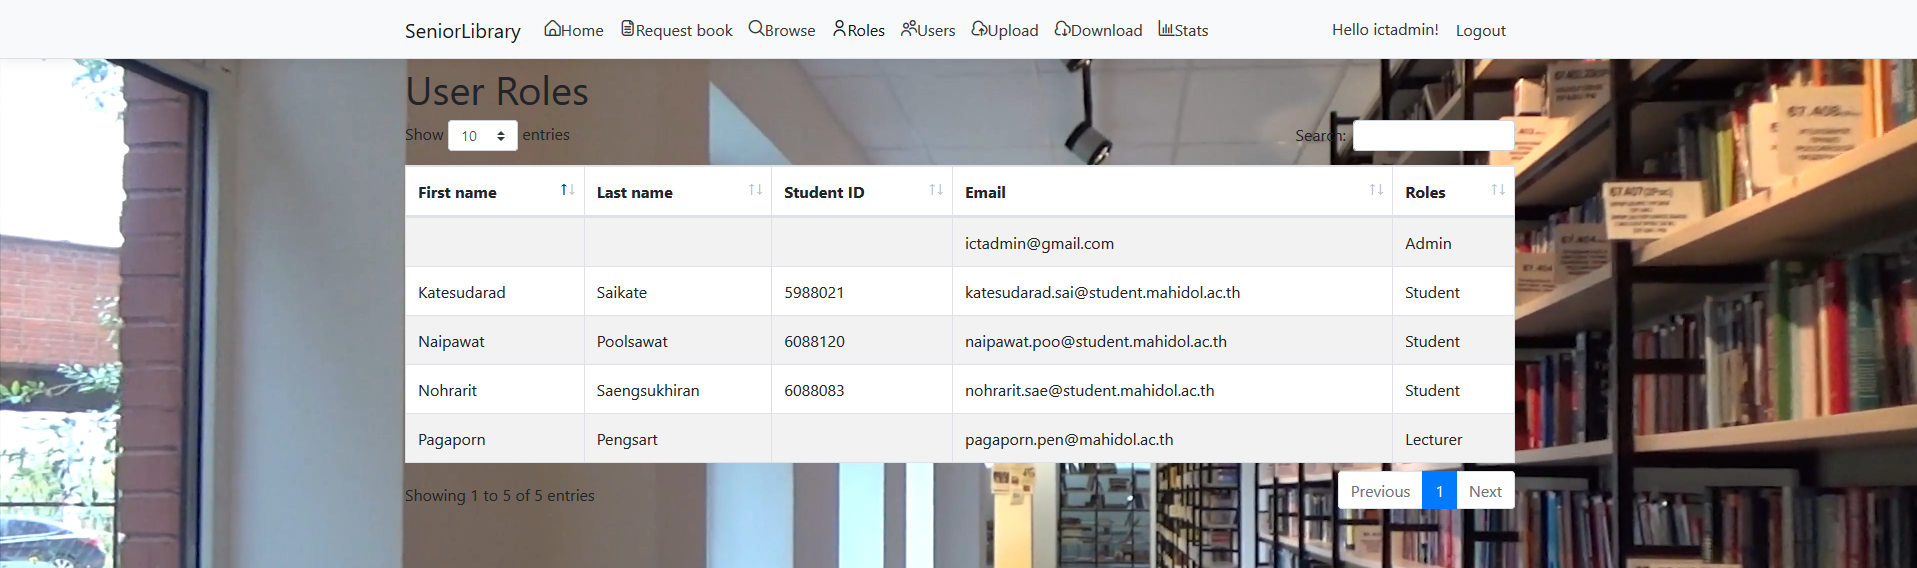 SeniorLibrary Home Request book Browse Roles Users Upload Download Stats Hello ictadmin! Logout
User Roles
Show 10 entries Search:
First name Last name Student ID Email Roles
ictadmin@gmail.com Admin
Katesudarad Saikate 5988021 katesudarad.sai@student.mahidol.ac.th Student
Naipawat Poolsawat 6088120 naipawat.poo@student.mahidol.ac.th Student
Nohrarit Saengsukhiran 6088083 nohrarit.sae@student.mahidol.ac.th Student
Pagaporn Pengsart pagaporn.pen@mahidol.ac.th Lecturer
Showing 1 to 5 of 5 entries Previous 1 Next